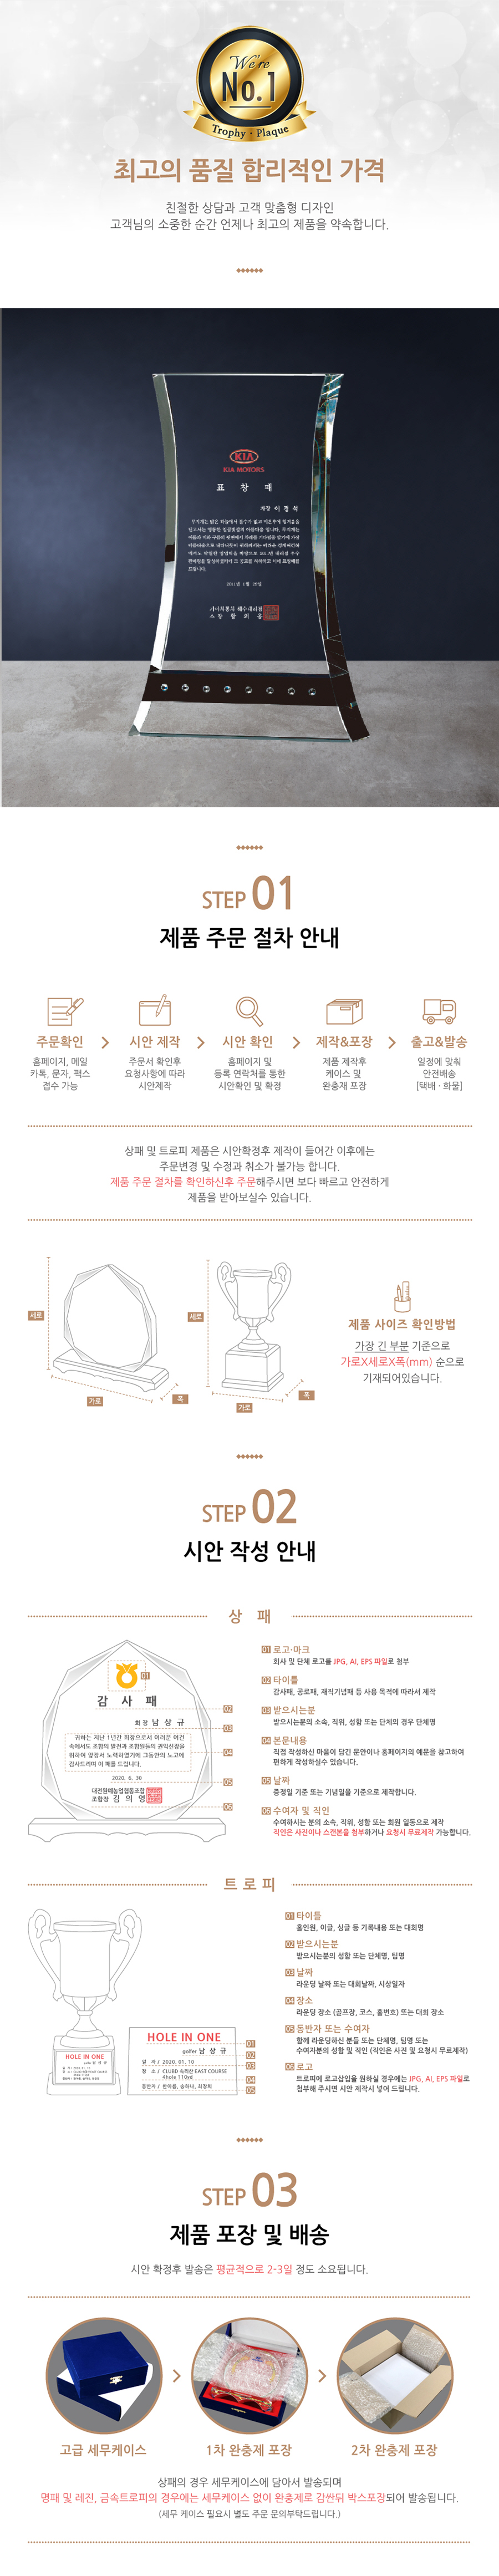 We're
No.1
Trophy · Plaque
최고의 품질 합리적인 가격
친절한 상담과 고객 맞춤형 디자인
고객님의 소중한 순간 언제나 최고의 제품을 약속합니다.
KIA
KIA MOTORS
표 창 패
STEP 01
제품 주문 절차 안내
주문확인
홈페이지, 메일
카톡, 문자, 팩스
접수 가능
시안 제작
주문서 확인후
요청사항에 따라
시안제작
시안 확인
홈페이지 및
등록 연락처를 통한
시안확인 및 확정
제작&포장
제품 제작후
케이스 및
완충재 포장
출고&발송
일정에 맞춰
안전배송
[택배 · 화물]
상패 및 트로피 제품은 시안확정후 제작이 들어간 이후에는
주문변경 및 수정과 취소가 불가능 합니다.
제품 주문 절차를 확인하신후 주문해주시면 보다 빠르고 안전하게
제품을 받아보실수 있습니다.
세로
가로
폭
세로
가로
폭
제품 사이즈 확인방법
가장 긴 부분 기준으로
가로X세로X폭(mm) 순으로
기재되어있습니다.
STEP 02
시안 작성 안내
상 패
01
감 사 패
02
회장 남 상 규
03
귀하는 지난 1년간 회장으로서 어려운 여건
속에서도 조합의 발전과 조합원들의 권익신장을
위하여 앞장서 노력하였기에 그동안의 노고에
감사드리며 이 패를 드립니다.
04
2020. 6. 30
05
대전원예농업협동조합
조합장 김 의 영
06
01 로고·마크
회사 및 단체 로고를 JPG, AI, EPS 파일로 첨부
02 타이틀
감사패, 공로패, 재직기념패 등 사용 목적에 따라서 제작
03 받으시는분
받으시는분의 소속, 직위, 성함 또는 단체의 경우 단체명
04 본문내용
직접 작성하신 마음이 담긴 문안이나 홈페이지의 예문을 참고하여
편하게 작성하실수 있습니다.
05 날짜
증정일 기준 또는 기념일을 기준으로 제작합니다.
06 수여자 및 직인
수여하시는 분의 소속, 직위, 성함 또는 회원 일동으로 제작
직인은 사진이나 스캔본을 첨부하거나 요청시 무료제작 가능합니다.
트 로 피
HOLE IN ONE
HOLE IN ONE
01
golfer 남 상 규
02
일 자 / 2020. 01. 10
03
장 소 / CLUBD 속리산 EAST COURSE
4hole 110yd
04
동반자 / 한아름, 송하나, 최정희
05
01 타이틀
홀인원, 이글, 싱글 등 기록내용 또는 대회명
02 받으시는분
받으시는분의 성함 또는 단체명, 팀명
03 날짜
라운딩 날짜 또는 대회날짜, 시상일자
04 장소
라운딩 장소 (골프장, 코스, 홀번호) 또는 대회 장소
05 동반자 또는 수여자
함께 라운딩하신 분들 또는 단체명, 팀명 또는
수여자분의 성함 및 직인 (직인은 사진 및 요청시 무료제작)
06 로고
트로피에 로고삽입을 원하실 경우에는 JPG, AI, EPS 파일로
첨부해 주시면 시안 제작시 넣어 드립니다.
STEP 03
제품 포장 및 배송
시안 확정후 발송은 평균적으로 2-3일 정도 소요됩니다.
고급 세무케이스
1차 완충제 포장
2차 완충제 포장
상패의 경우 세무케이스에 담아서 발송되며
명패 및 레진, 금속트로피의 경우에는 세무케이스 없이 완충제로 감싼뒤 박스포장되어 발송됩니다.
(세무 케이스 필요시 별도 주문 문의부탁드립니다.)